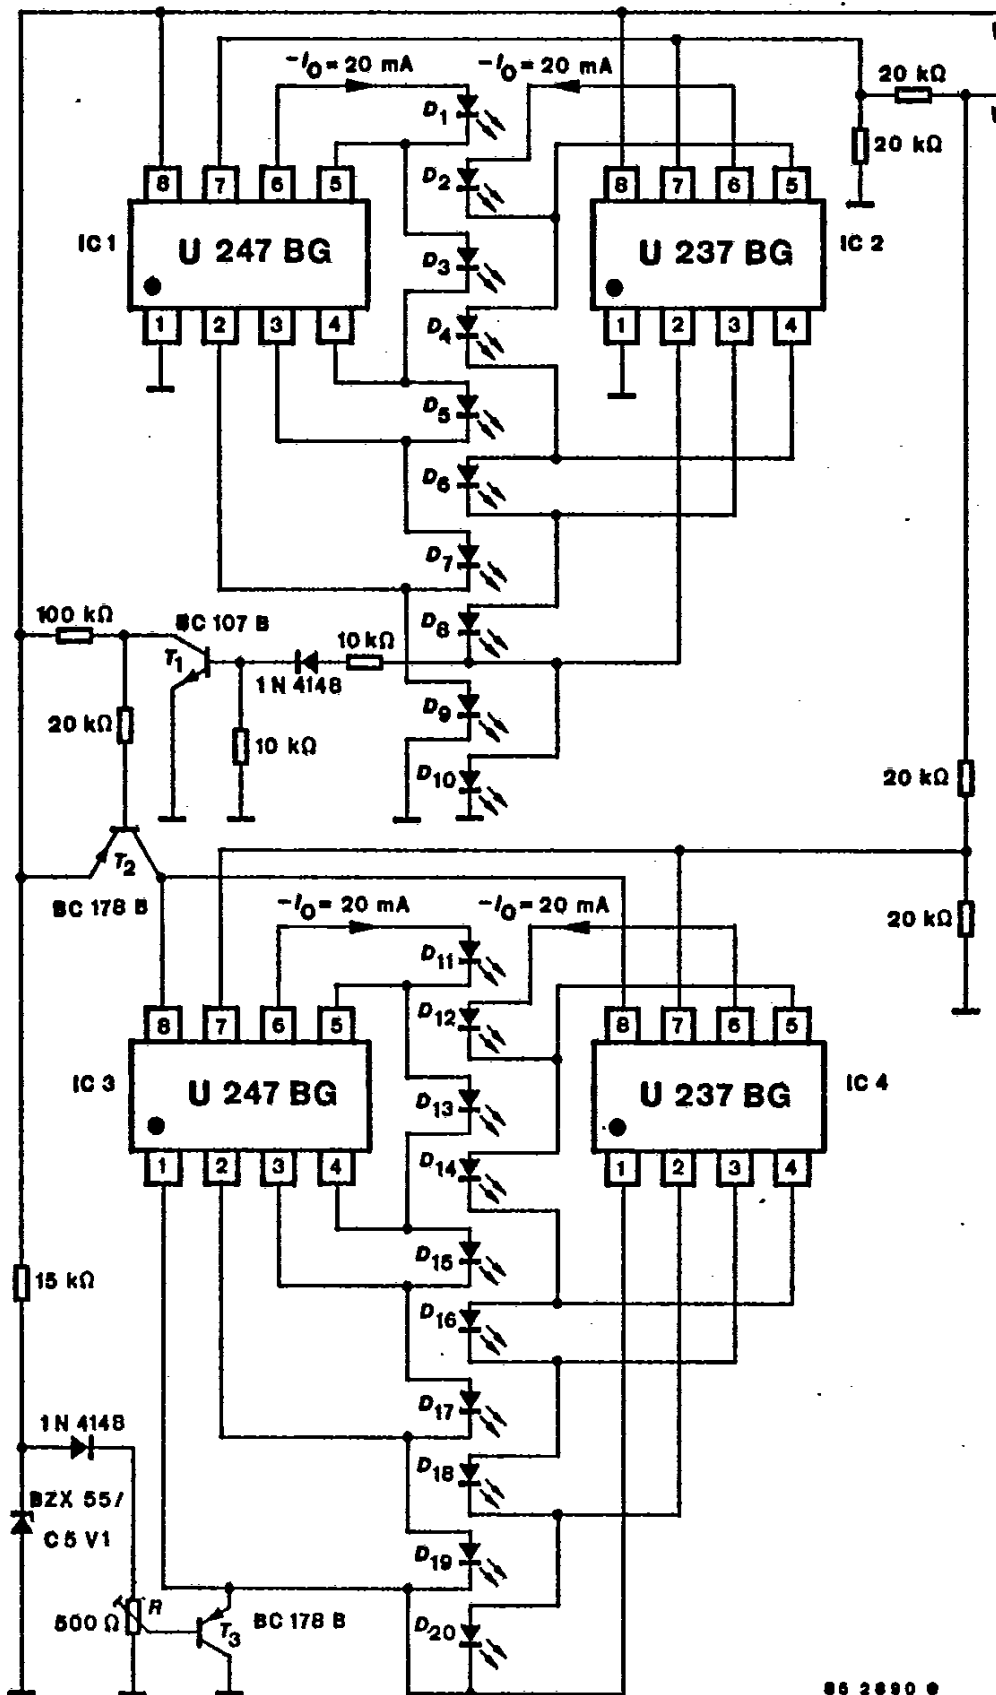 -I₀ = 20 mA
-I₀ = 20 mA
20 kΩ
20 kΩ
D₁
D₂
8 7 6 5
8 7 6 5
IC 1
U 247 BG
D₃
U 237 BG
IC 2
D₄
1 2 3 4
1 2 3 4
D₅
D₆
D₇
100 kΩ
BC 107 B
D₈
T₁
10 kΩ
1 N 4148
20 kΩ
10 kΩ
D₉
D₁₀
20 kΩ
T₂
BC 178 B
-I₀ = 20 mA
-I₀ = 20 mA
20 kΩ
D₁₁
D₁₂
8 7 6 5
8 7 6 5
IC 3
U 247 BG
D₁₃
U 237 BG
IC 4
D₁₄
1 2 3 4
1 2 3 4
D₁₅
15 kΩ
D₁₆
D₁₇
1 N 4148
D₁₈
BZX 55/
C 5 V1
D₁₉
500 Ω
R
T₃
BC 178 B
D₂₀
85 2690